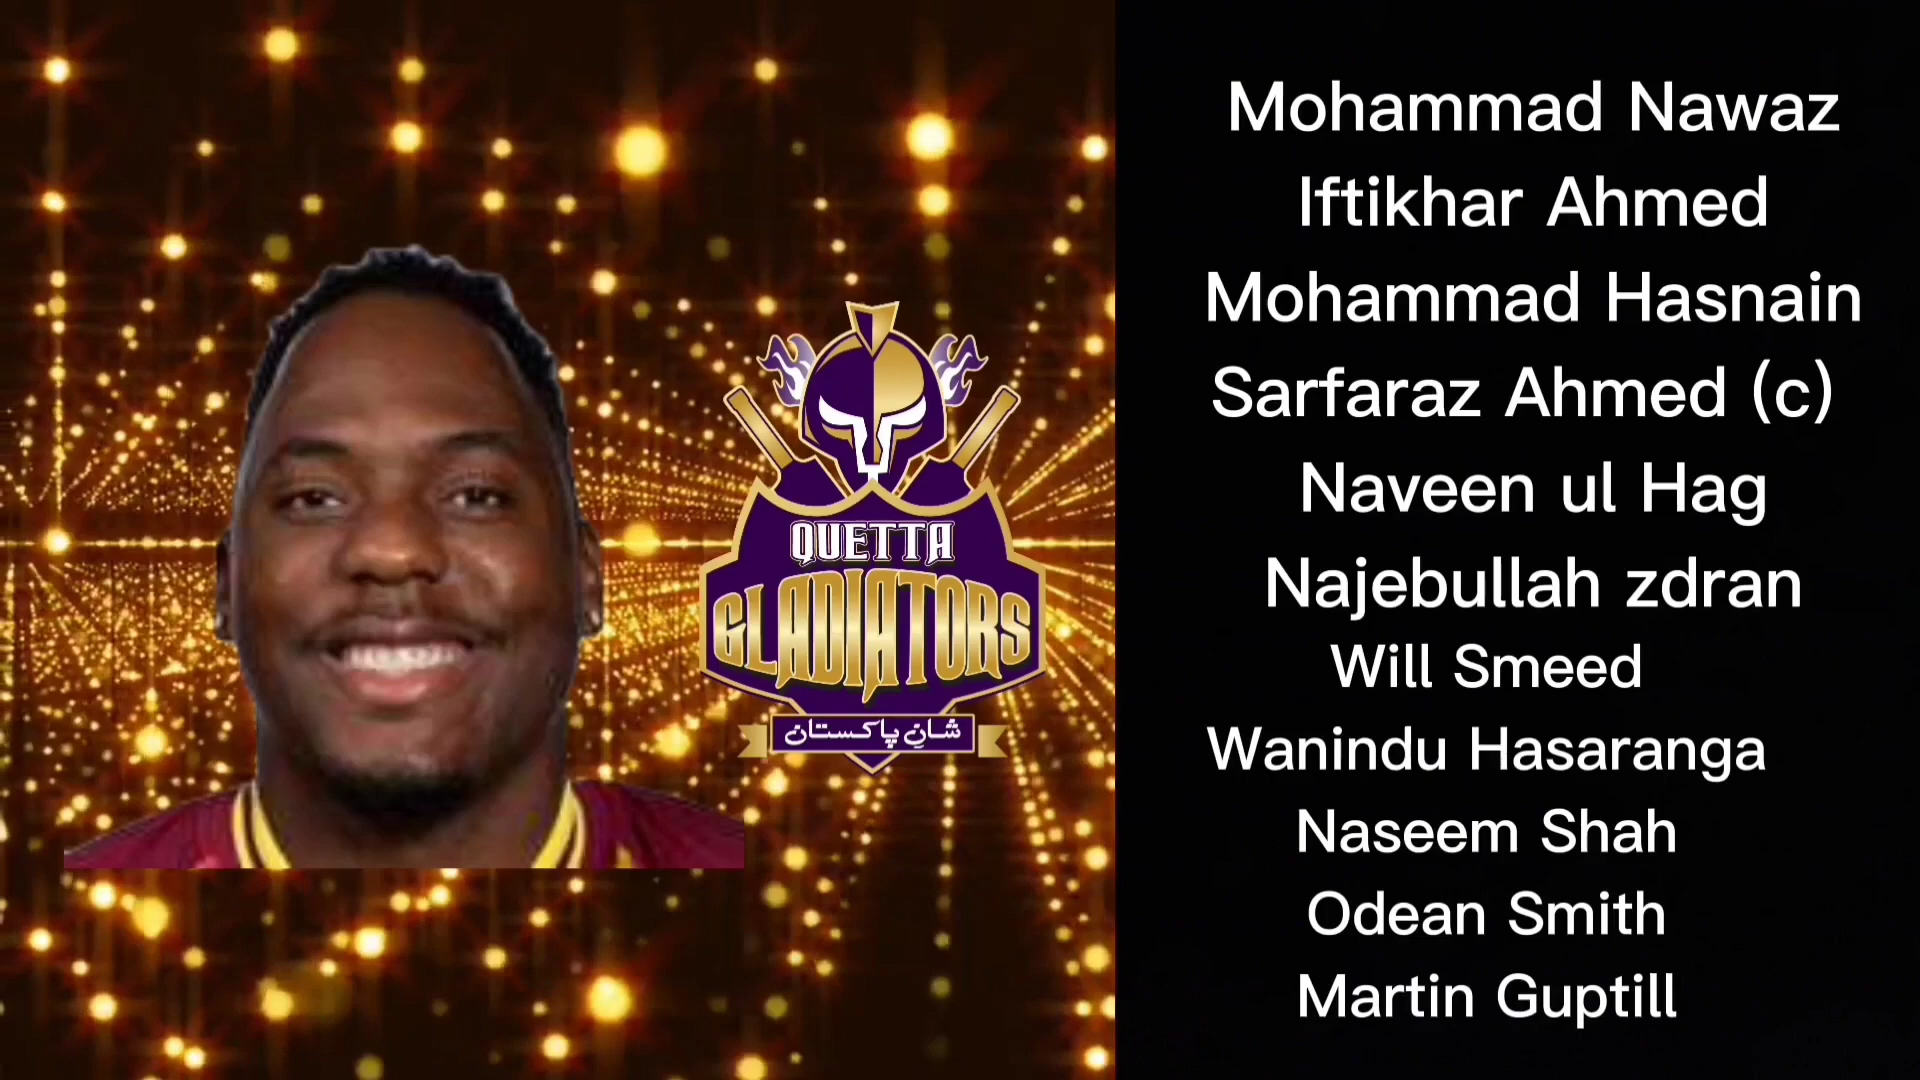 QUETTA
GLADIATORS
شانِ پاکستان
Mohammad Nawaz
Iftikhar Ahmed
Mohammad Hasnain
Sarfaraz Ahmed (c)
Naveen ul Hag
Najebullah zdran
Will Smeed
Wanindu Hasaranga
Naseem Shah
Odean Smith
Martin Guptill